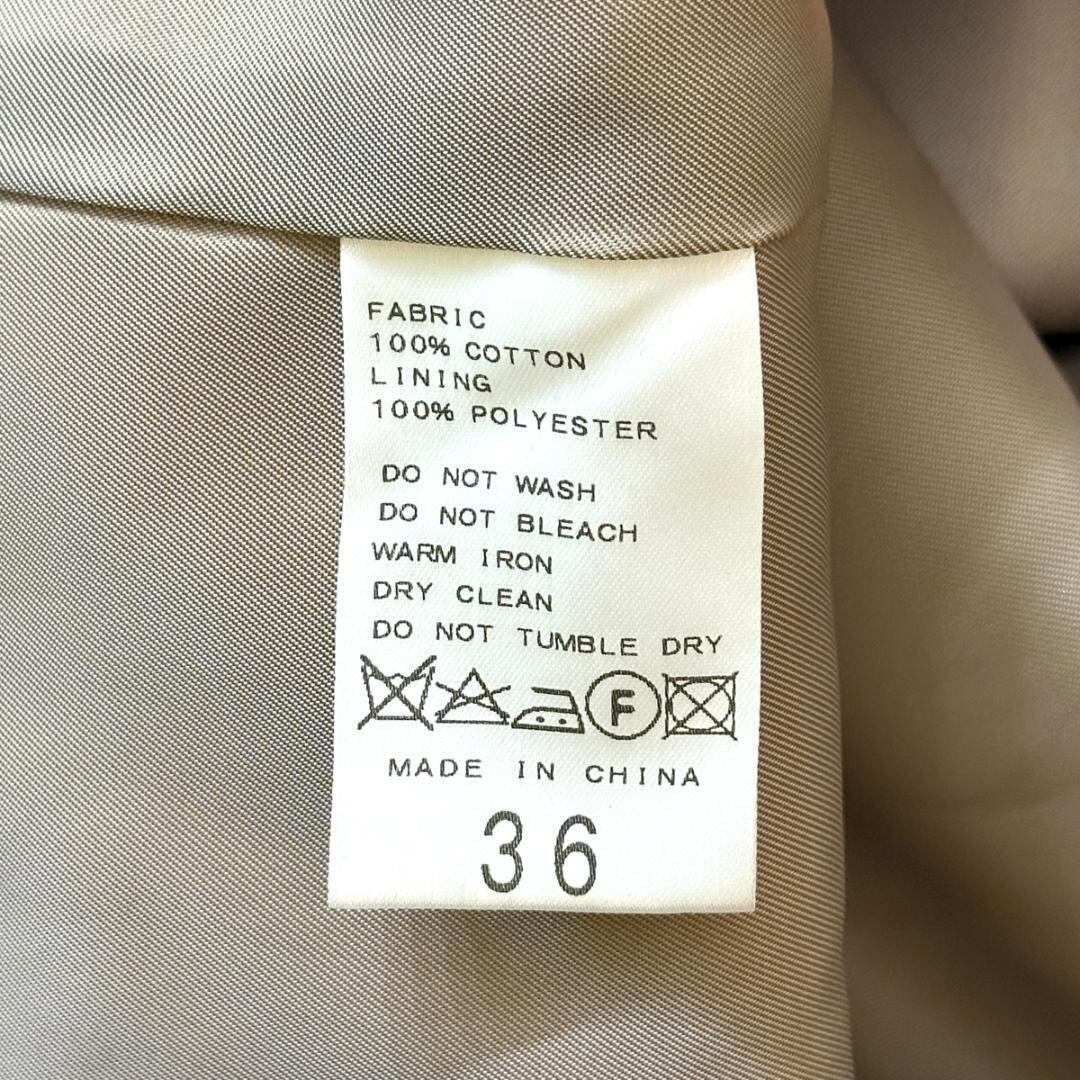 FABRIC
100% COTTON
LINING
100% POLYESTER
DO NOT WASH
DO NOT BLEACH
WARM IRON
DRY CLEAN
DO NOT TUMBLE DRY
F
MADE IN CHINA
36